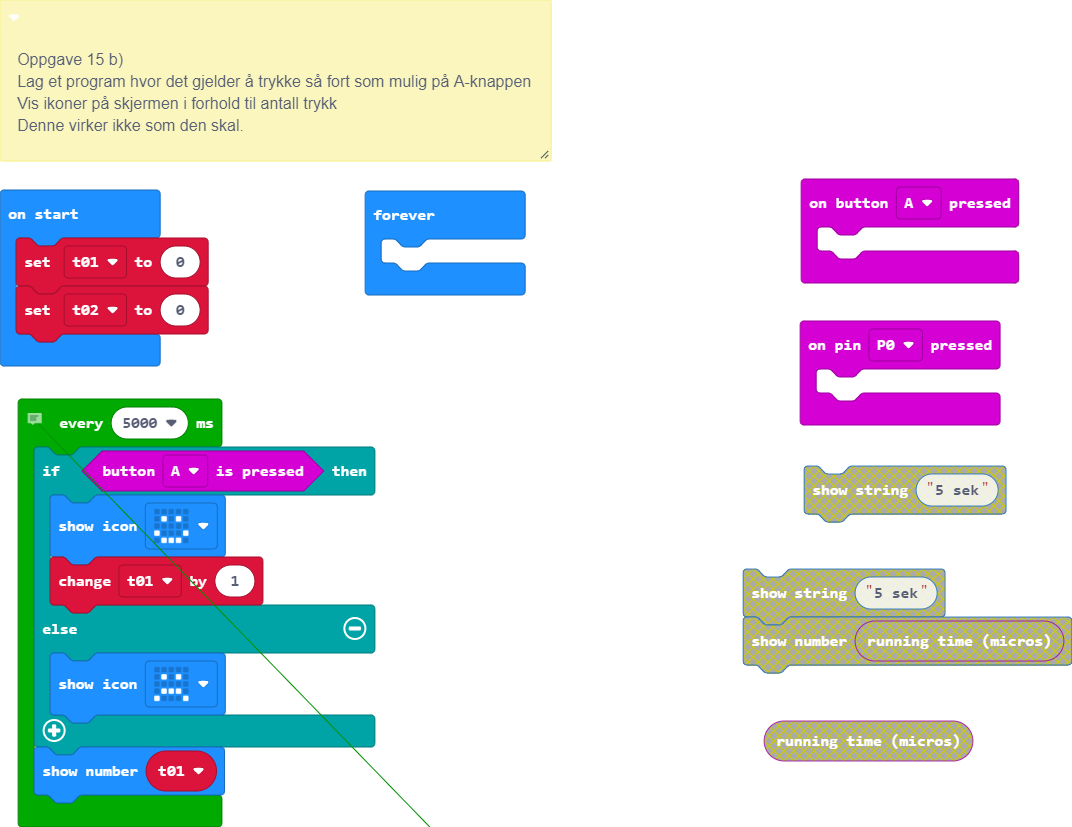 Oppgave 15 b)
Lag et program hvor det gjelder å trykke så fort som mulig på A-knappen
Vis ikoner på skjermen i forhold til antall trykk
Denne virker ikke som den skal.
on start
set t01 to 0
set t02 to 0
forever
every 5000 ms
if button A is pressed then
show icon
change t01 by 1
else
show icon
show number t01
on button A pressed
on pin P0 pressed
show string "5 sek"
show string "5 sek"
show number running time (micros)
running time (micros)